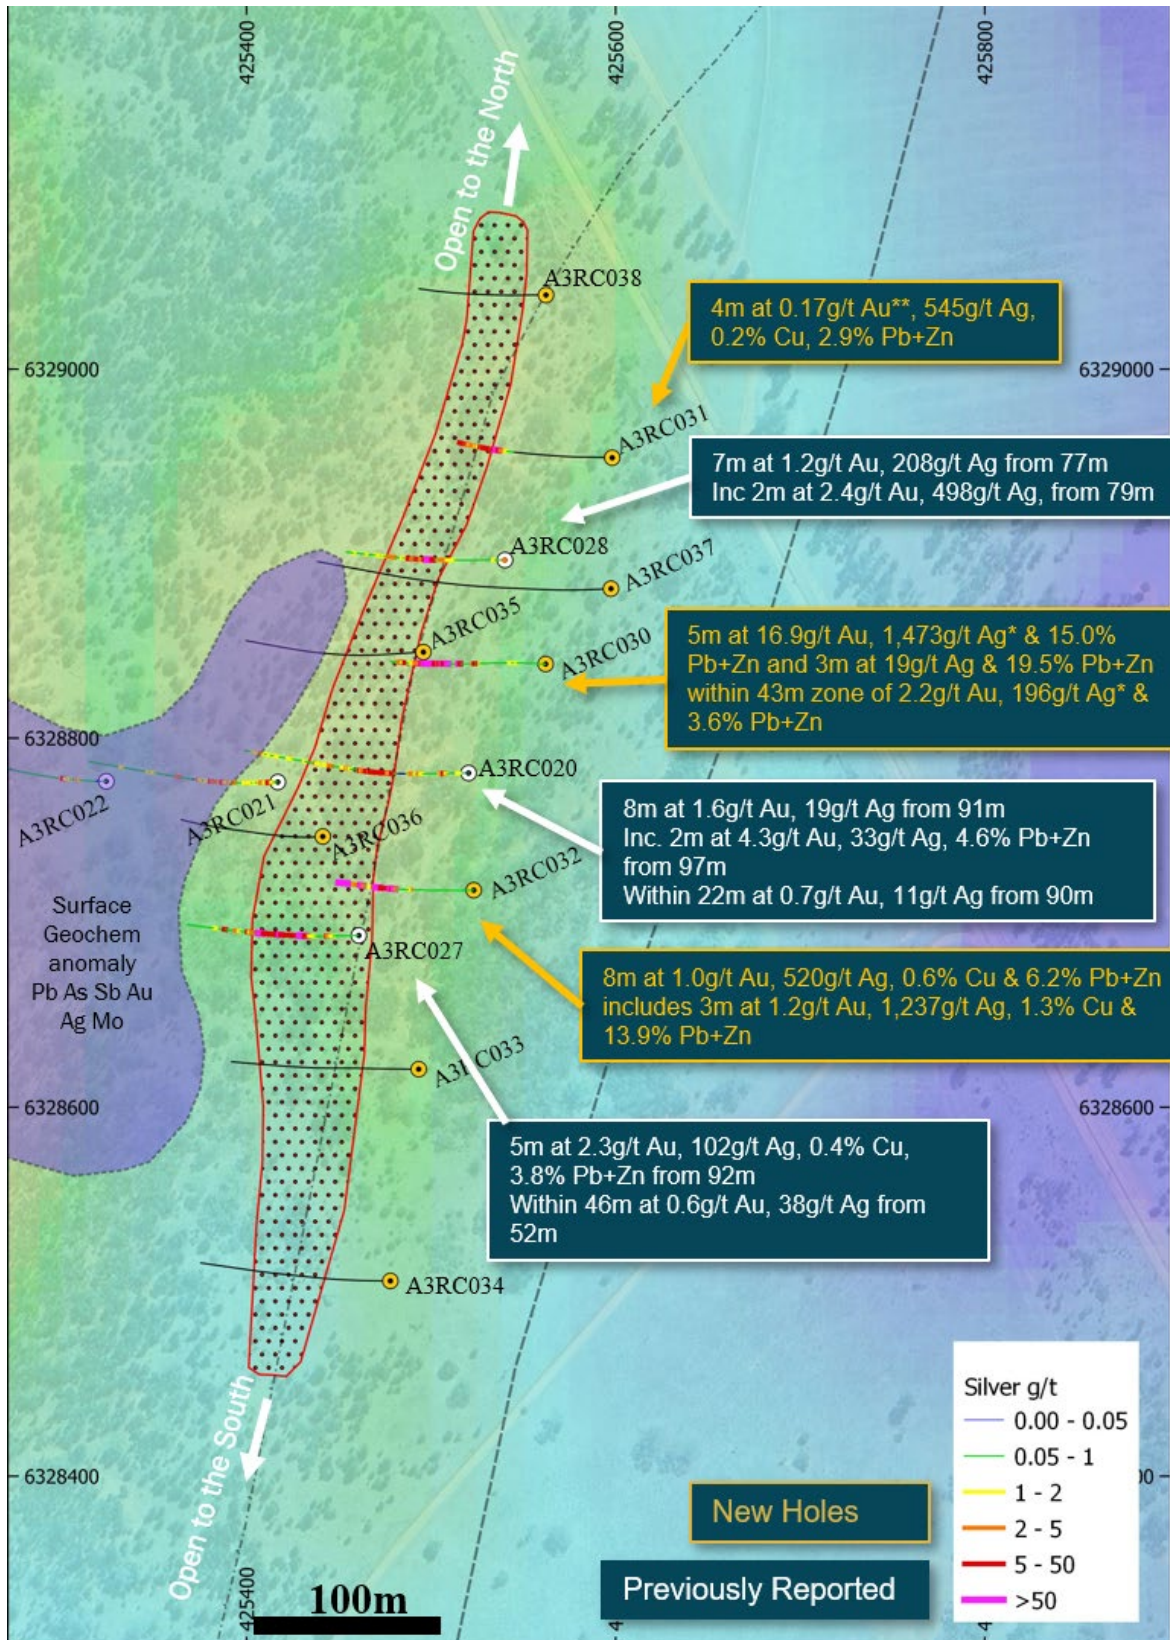 425400
425600
425800
Open to the North
A3RC038
4m at 0.17g/t Au**, 545g/t Ag,
0.2% Cu, 2.9% Pb+Zn
6329000
6329000
A3RC031
7m at 1.2g/t Au, 208g/t Ag from 77m
Inc 2m at 2.4g/t Au, 498g/t Ag, from 79m
A3RC028
A3RC037
A3RC035
A3RC030
5m at 16.9g/t Au, 1,473g/t Ag* & 15.0%
Pb+Zn and 3m at 19g/t Ag & 19.5% Pb+Zn
within 43m zone of 2.2g/t Au, 196g/t Ag* &
3.6% Pb+Zn
6328800
A3RC020
A3RC022
A3RC021
A3RC036
8m at 1.6g/t Au, 19g/t Ag from 91m
Inc. 2m at 4.3g/t Au, 33g/t Ag, 4.6% Pb+Zn
from 97m
Within 22m at 0.7g/t Au, 11g/t Ag from 90m
A3RC032
Surface
Geochem
anomaly
Pb As Sb Au
Ag Mo
A3RC027
8m at 1.0g/t Au, 520g/t Ag, 0.6% Cu & 6.2% Pb+Zn
includes 3m at 1.2g/t Au, 1,237g/t Ag, 1.3% Cu &
13.9% Pb+Zn
A3RC033
6328600
6328600
5m at 2.3g/t Au, 102g/t Ag, 0.4% Cu,
3.8% Pb+Zn from 92m
Within 46m at 0.6g/t Au, 38g/t Ag from
52m
A3RC034
Open to the South
6328400
Silver g/t
0.00 - 0.05
0.05 - 1
1 - 2
2 - 5
5 - 50
>50
New Holes
Previously Reported
425400
100m